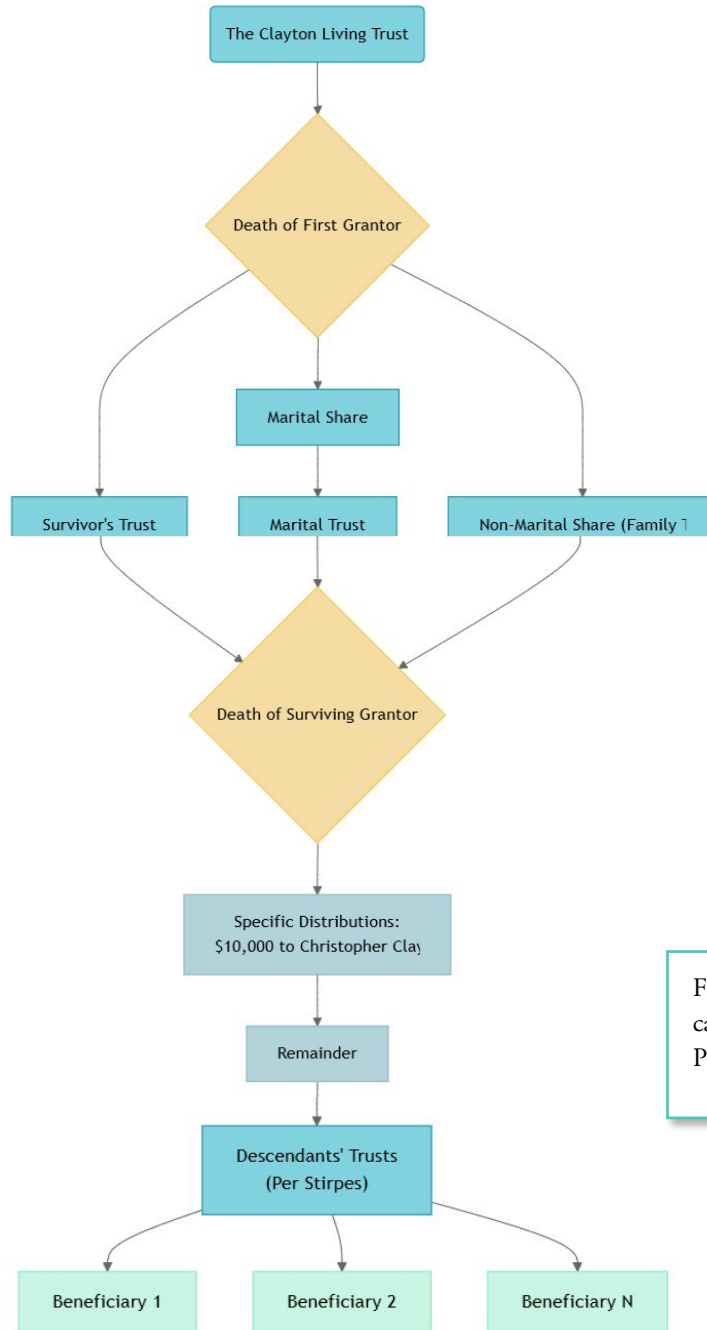 The Clayton Living Trust
Death of First Grantor
Marital Share
Survivor's Trust
Marital Trust
Non-Marital Share (Family
Death of Surviving Grantor
Specific Distributions:
$10,000 to Christopher
Remainder
Descendants' Trusts
(Per Stirpes)
Beneficiary 1
Beneficiary 2
Beneficiary N